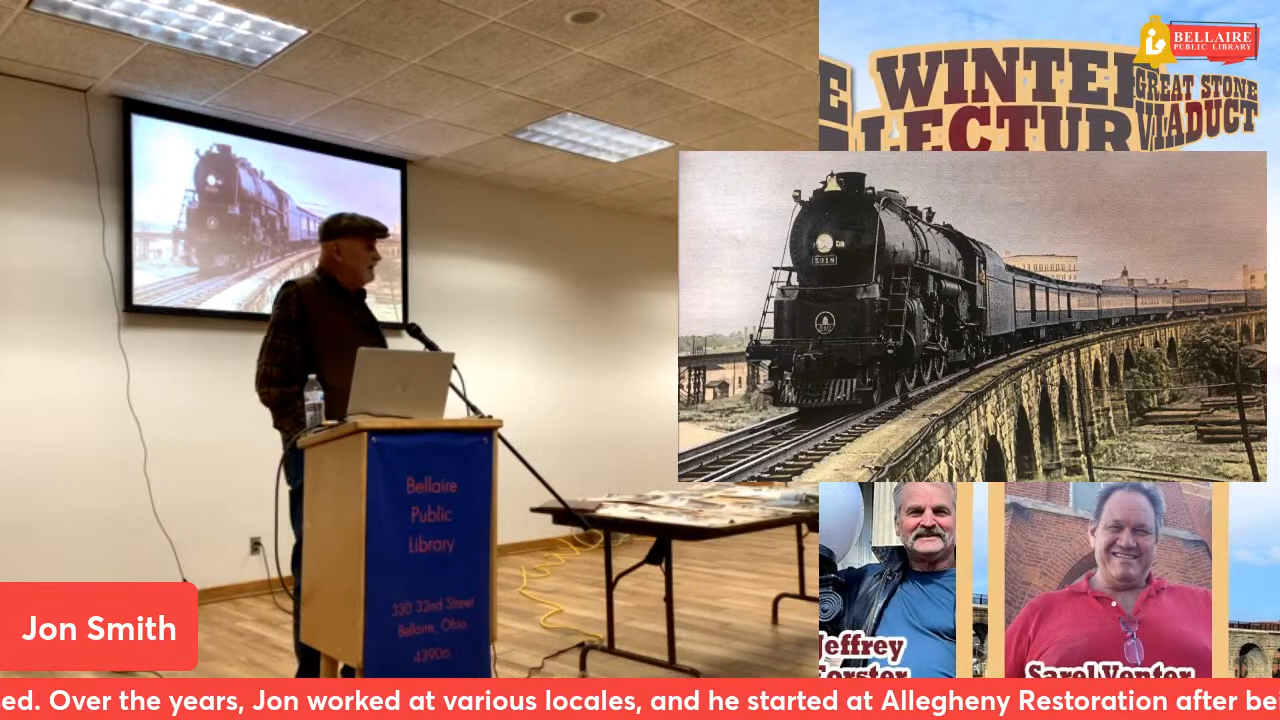 BELLAIRE
PUBLIC LIBRARY
WINTER
GREAT STONE
VIADUCT
LECTUR
5318
Bellaire
Public
Library
330 32nd Street
Bellaire, Ohio
43906
Jon Smith
Jeffrey
Forster
Sarel Venter
ed. Over the years, Jon worked at various locales, and he started at Allegheny Restoration after be